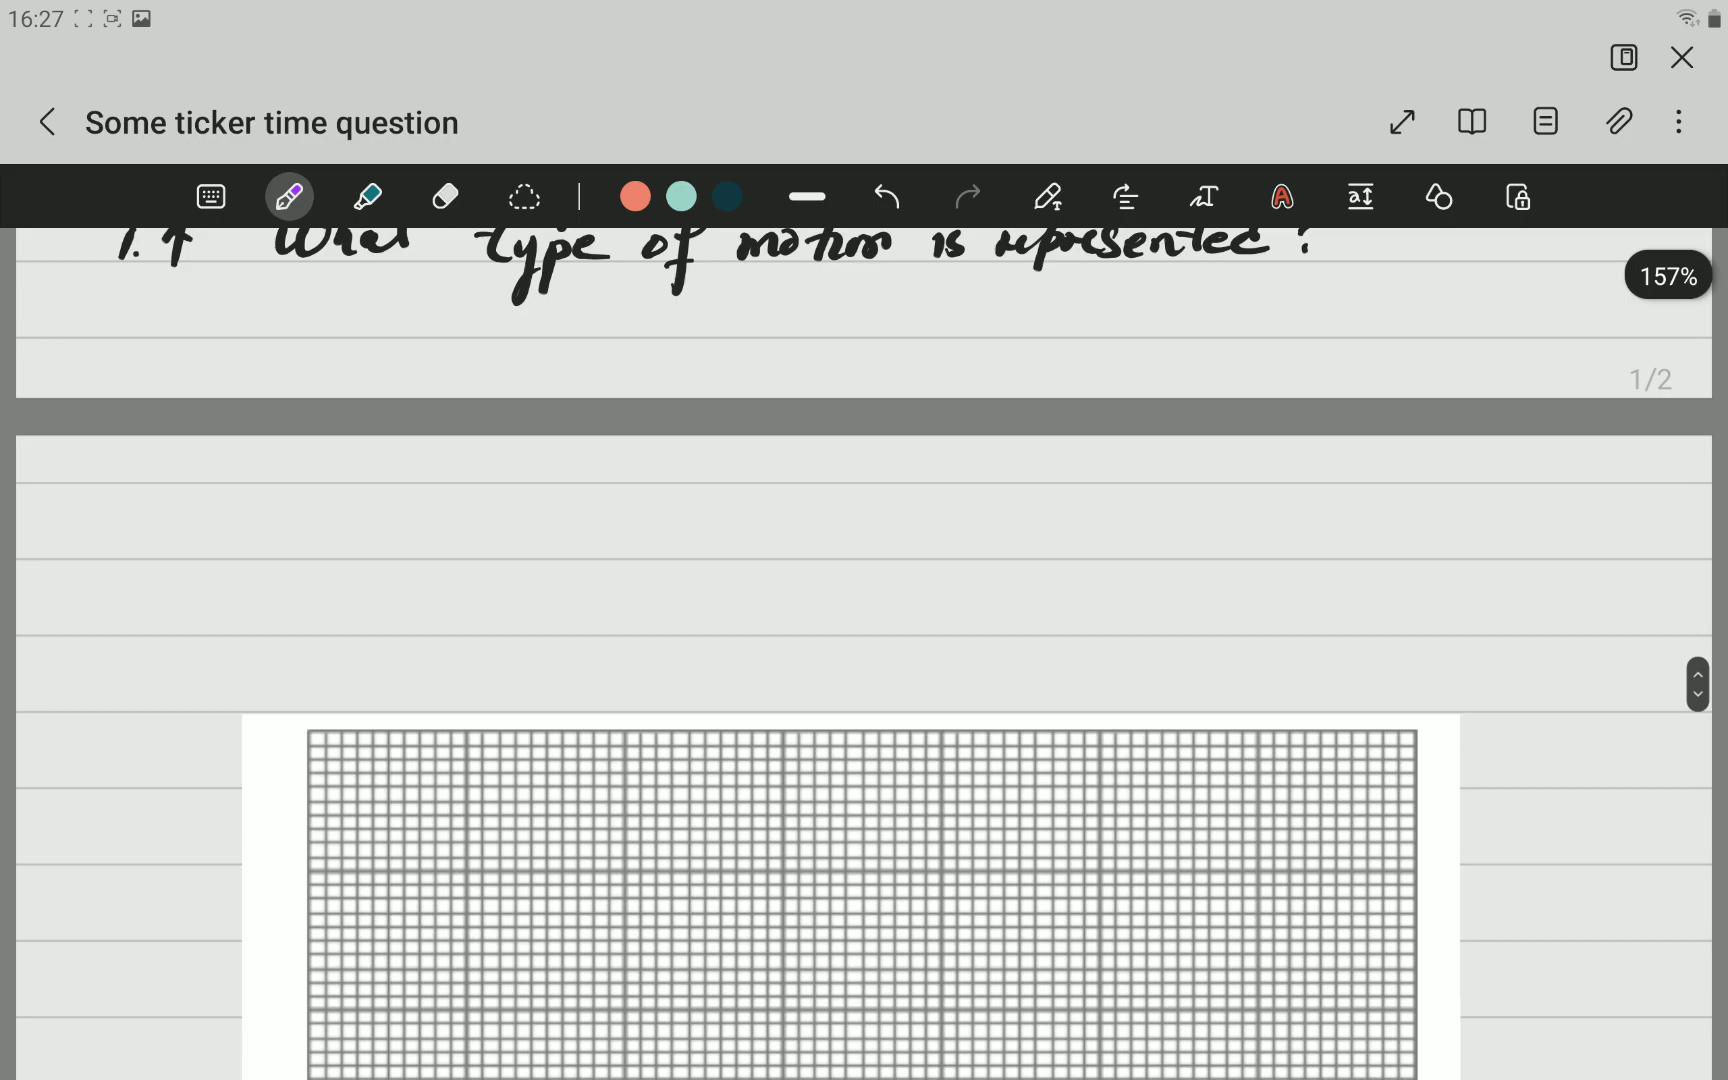 16:27
Some ticker time question
1.4 What type of motion is represented?
157%
1/2